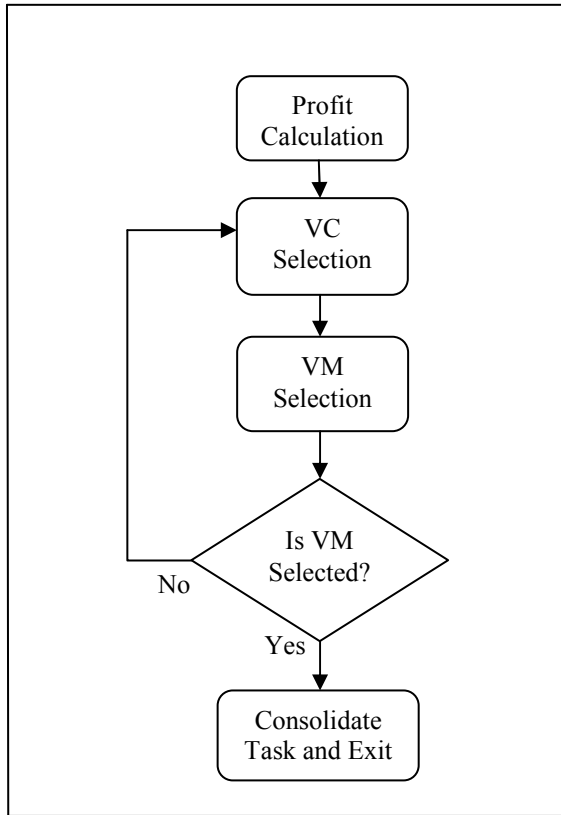 Profit
Calculation
VC
Selection
VM
Selection
Is VM
Selected?
No
Yes
Consolidate
Task and Exit